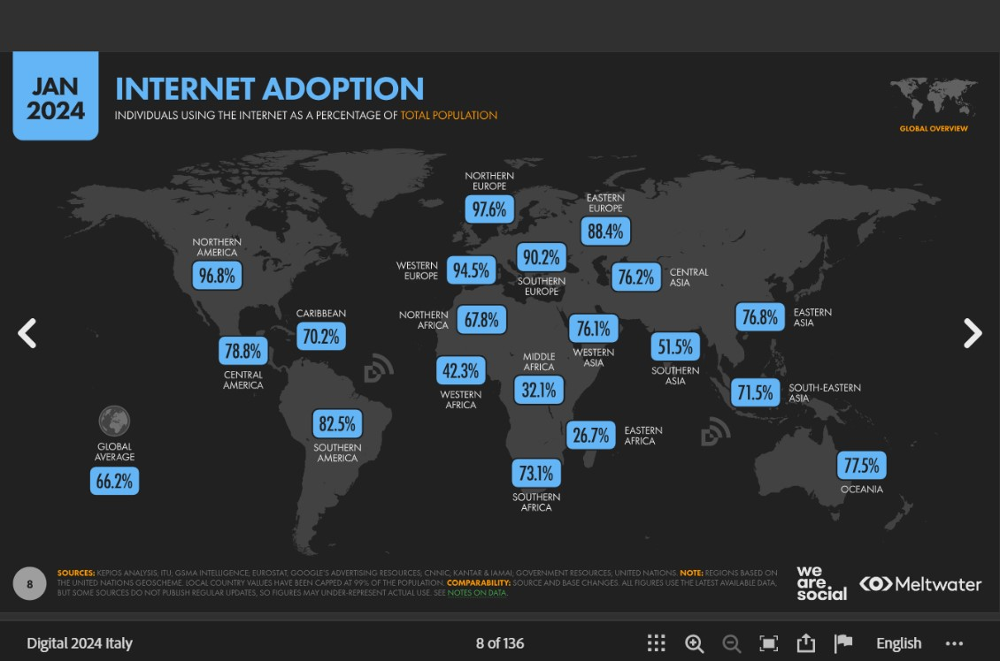 JAN
2024
INTERNET ADOPTION
INDIVIDUALS USING THE INTERNET AS A PERCENTAGE OF TOTAL POPULATION
GLOBAL OVERVIEW
NORTHERN
EUROPE
97.6%
EASTERN
EUROPE
88.4%
NORTHERN
AMERICA
96.8%
WESTERN
EUROPE
94.5%
90.2%
SOUTHERN
EUROPE
76.2%
CENTRAL
ASIA
CARIBBEAN
70.2%
NORTHERN
AFRICA
67.8%
76.1%
WESTERN
ASIA
76.8%
EASTERN
ASIA
78.8%
CENTRAL
AMERICA
42.3%
WESTERN
AFRICA
MIDDLE
AFRICA
32.1%
51.5%
SOUTHERN
ASIA
71.5%
SOUTH-EASTERN
ASIA
82.5%
SOUTHERN
AMERICA
26.7%
EASTERN
AFRICA
GLOBAL
AVERAGE
66.2%
73.1%
SOUTHERN
AFRICA
77.5%
OCEANIA
8
SOURCES: KEPIOS ANALYSIS; ITU; GSMA INTELLIGENCE; EUROSTAT; GOOGLE'S ADVERTISING RESOURCES; CNNIC; KANTAR & IAMAI; GOVERNMENT RESOURCES; UNITED NATIONS. NOTE: REGIONS BASED ON
THE UNITED NATIONS GEOSCHEME. LOCAL COUNTRY VALUES HAVE BEEN CAPPED AT 99% OF THE POPULATION. COMPARABILITY: SOURCE AND BASE CHANGES. ALL FIGURES USE THE LATEST AVAILABLE DATA,
BUT SOME SOURCES DO NOT PUBLISH REGULAR UPDATES, SO FIGURES MAY UNDER-REPRESENT ACTUAL USE. SEE NOTES ON DATA.
we
are.
social
Meltwater
Digital 2024 Italy
8 of 136
English